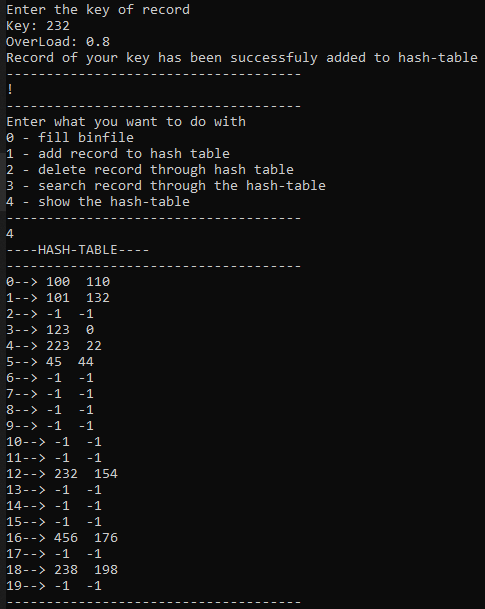 Enter the key of record
Key: 232
OverLoad: 0.8
Record of your key has been successfuly added to hash-table
-------------------------------------
!
-------------------------------------
Enter what you want to do with
0 - fill binfile
1 - add record to hash table
2 - delete record through hash table
3 - search record through the hash-table
4 - show the hash-table
-------------------------------------
4
----HASH-TABLE----
-------------------------------------
0--> 100  110
1--> 101  132
2--> -1  -1
3--> 123  0
4--> 223  22
5--> 45  44
6--> -1  -1
7--> -1  -1
8--> -1  -1
9--> -1  -1
10--> -1  -1
11--> -1  -1
12--> 232  154
13--> -1  -1
14--> -1  -1
15--> -1  -1
16--> 456  176
17--> -1  -1
18--> 238  198
19--> -1  -1
-------------------------------------